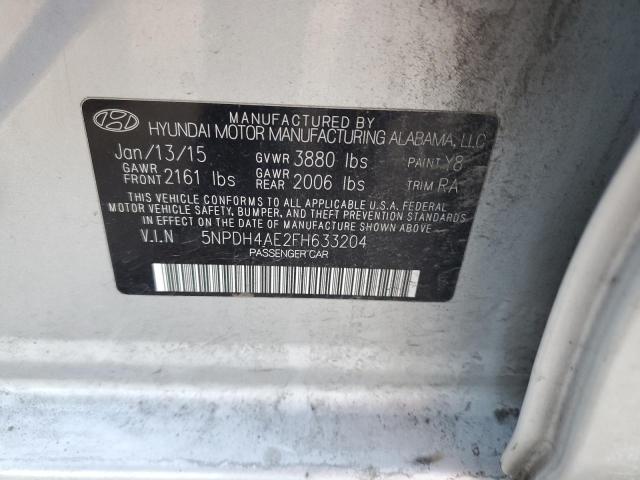 MANUFACTURED BY
HYUNDAI MOTOR MANUFACTURING ALABAMA, LLC
Jan/13/15 GVWR 3880 lbs PAINT Y8
GAWR FRONT 2161 lbs GAWR REAR 2006 lbs TRIM RA
THIS VEHICLE CONFORMS TO ALL APPLICABLE U.S.A. FEDERAL
MOTOR VEHICLE SAFETY, BUMPER, AND THEFT PREVENTION STANDARDS
IN EFFECT ON THE DATE OF MANUFACTURE SHOWN ABOVE.
V.I.N 5NPDH4AE2FH633204
PASSENGER CAR